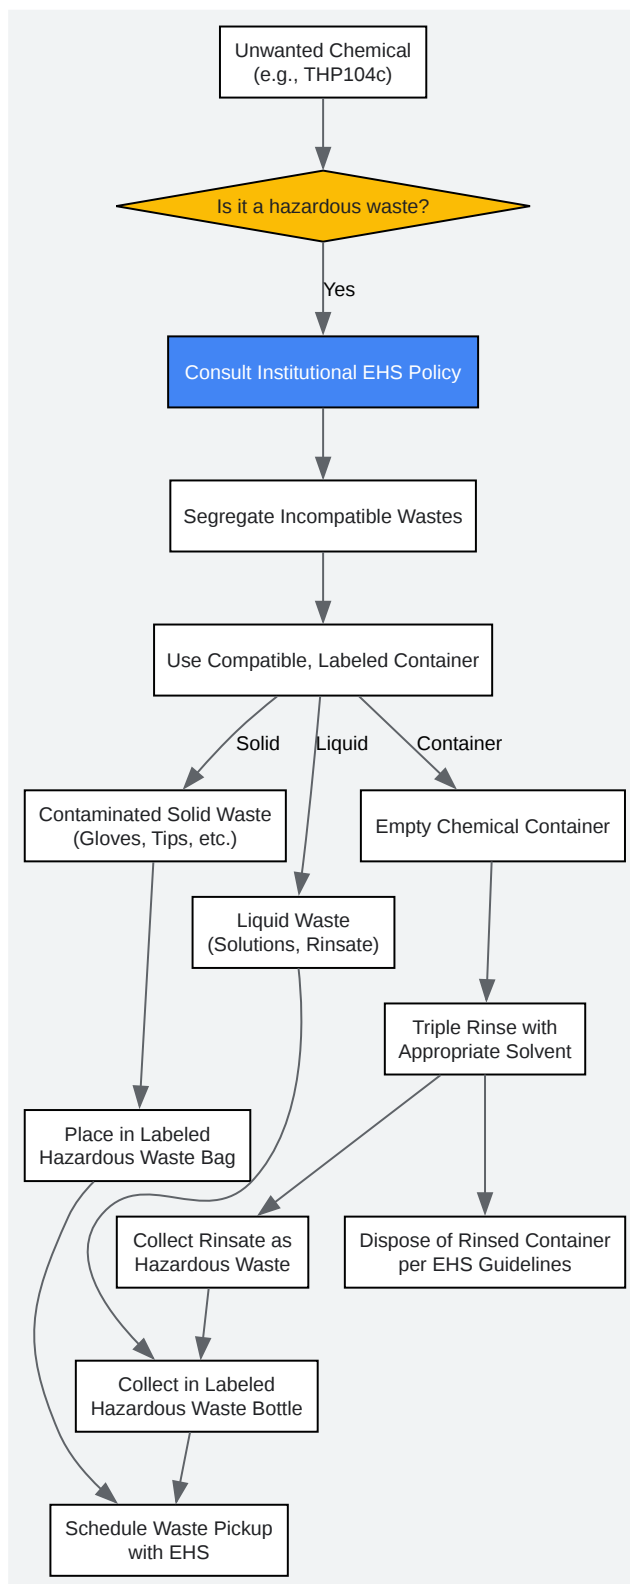 Unwanted Chemical
(e.g., THP104c)
Is it a hazardous waste?
Yes
Consult Institutional EHS Policy
Segregate Incompatible Wastes
Use Compatible, Labeled Container
Solid
Liquid
Container
Contaminated Solid Waste
(Gloves, Tips, etc.)
Empty Chemical Container
Liquid Waste
(Solutions, Rinsate)
Triple Rinse with
Appropriate Solvent
Place in Labeled
Hazardous Waste Bag
Collect Rinsate as
Hazardous Waste
Dispose of Rinsed Container
per EHS Guidelines
Collect in Labeled
Hazardous Waste Bottle
Schedule Waste Pickup
with EHS